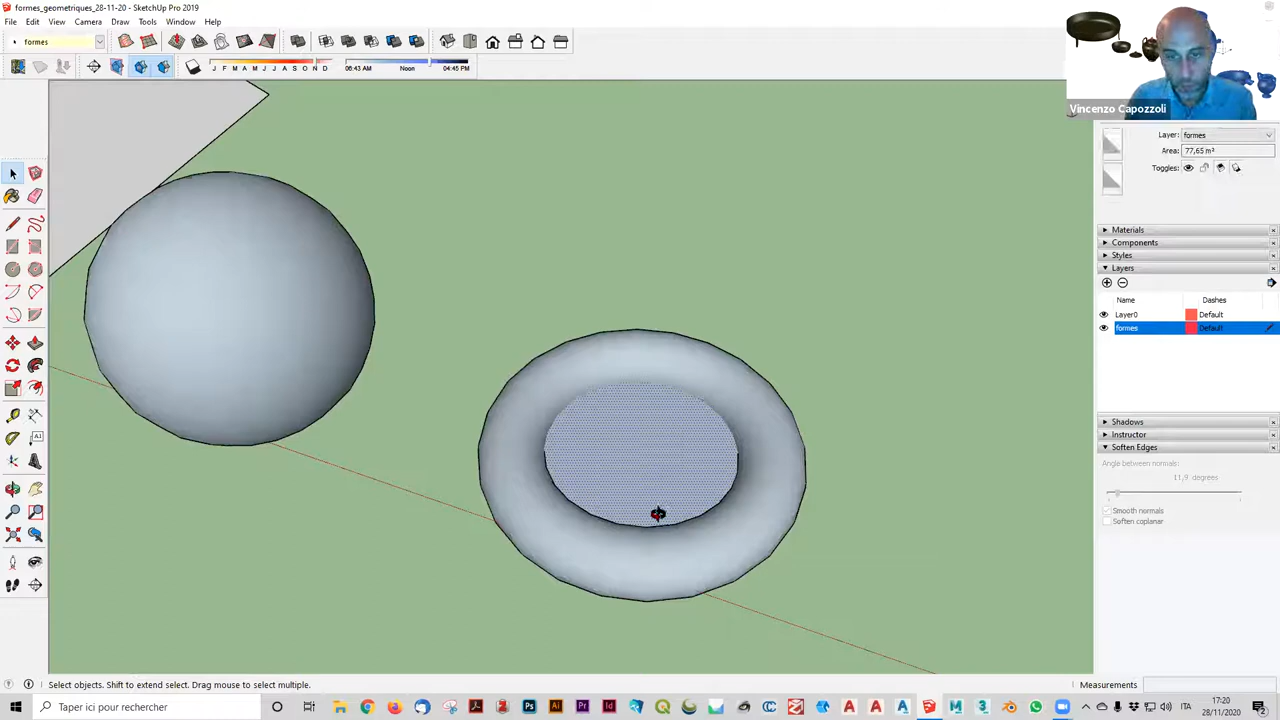 formes_geometriques_28-11-20 - SketchUp Pro 2019
File Edit View Camera Draw Tools Window Help
formes
J F M A M J J A S O N D 06:43 AM Noon 04:45 PM
Vincenzo Capozzoli
Layer: formes
Area: 77,65 m²
Toggles:
Materials
Components
Styles
Layers
Name Dashes
Layer0 Default
formes Default
Shadows
Instructor
Soften Edges
Angle between normals:
11,9 degrees
Smooth normals
Soften coplanar
Select objects. Shift to extend select. Drag mouse to select multiple.
Measurements
Taper ici pour rechercher
ITA
17:20
28/11/2020